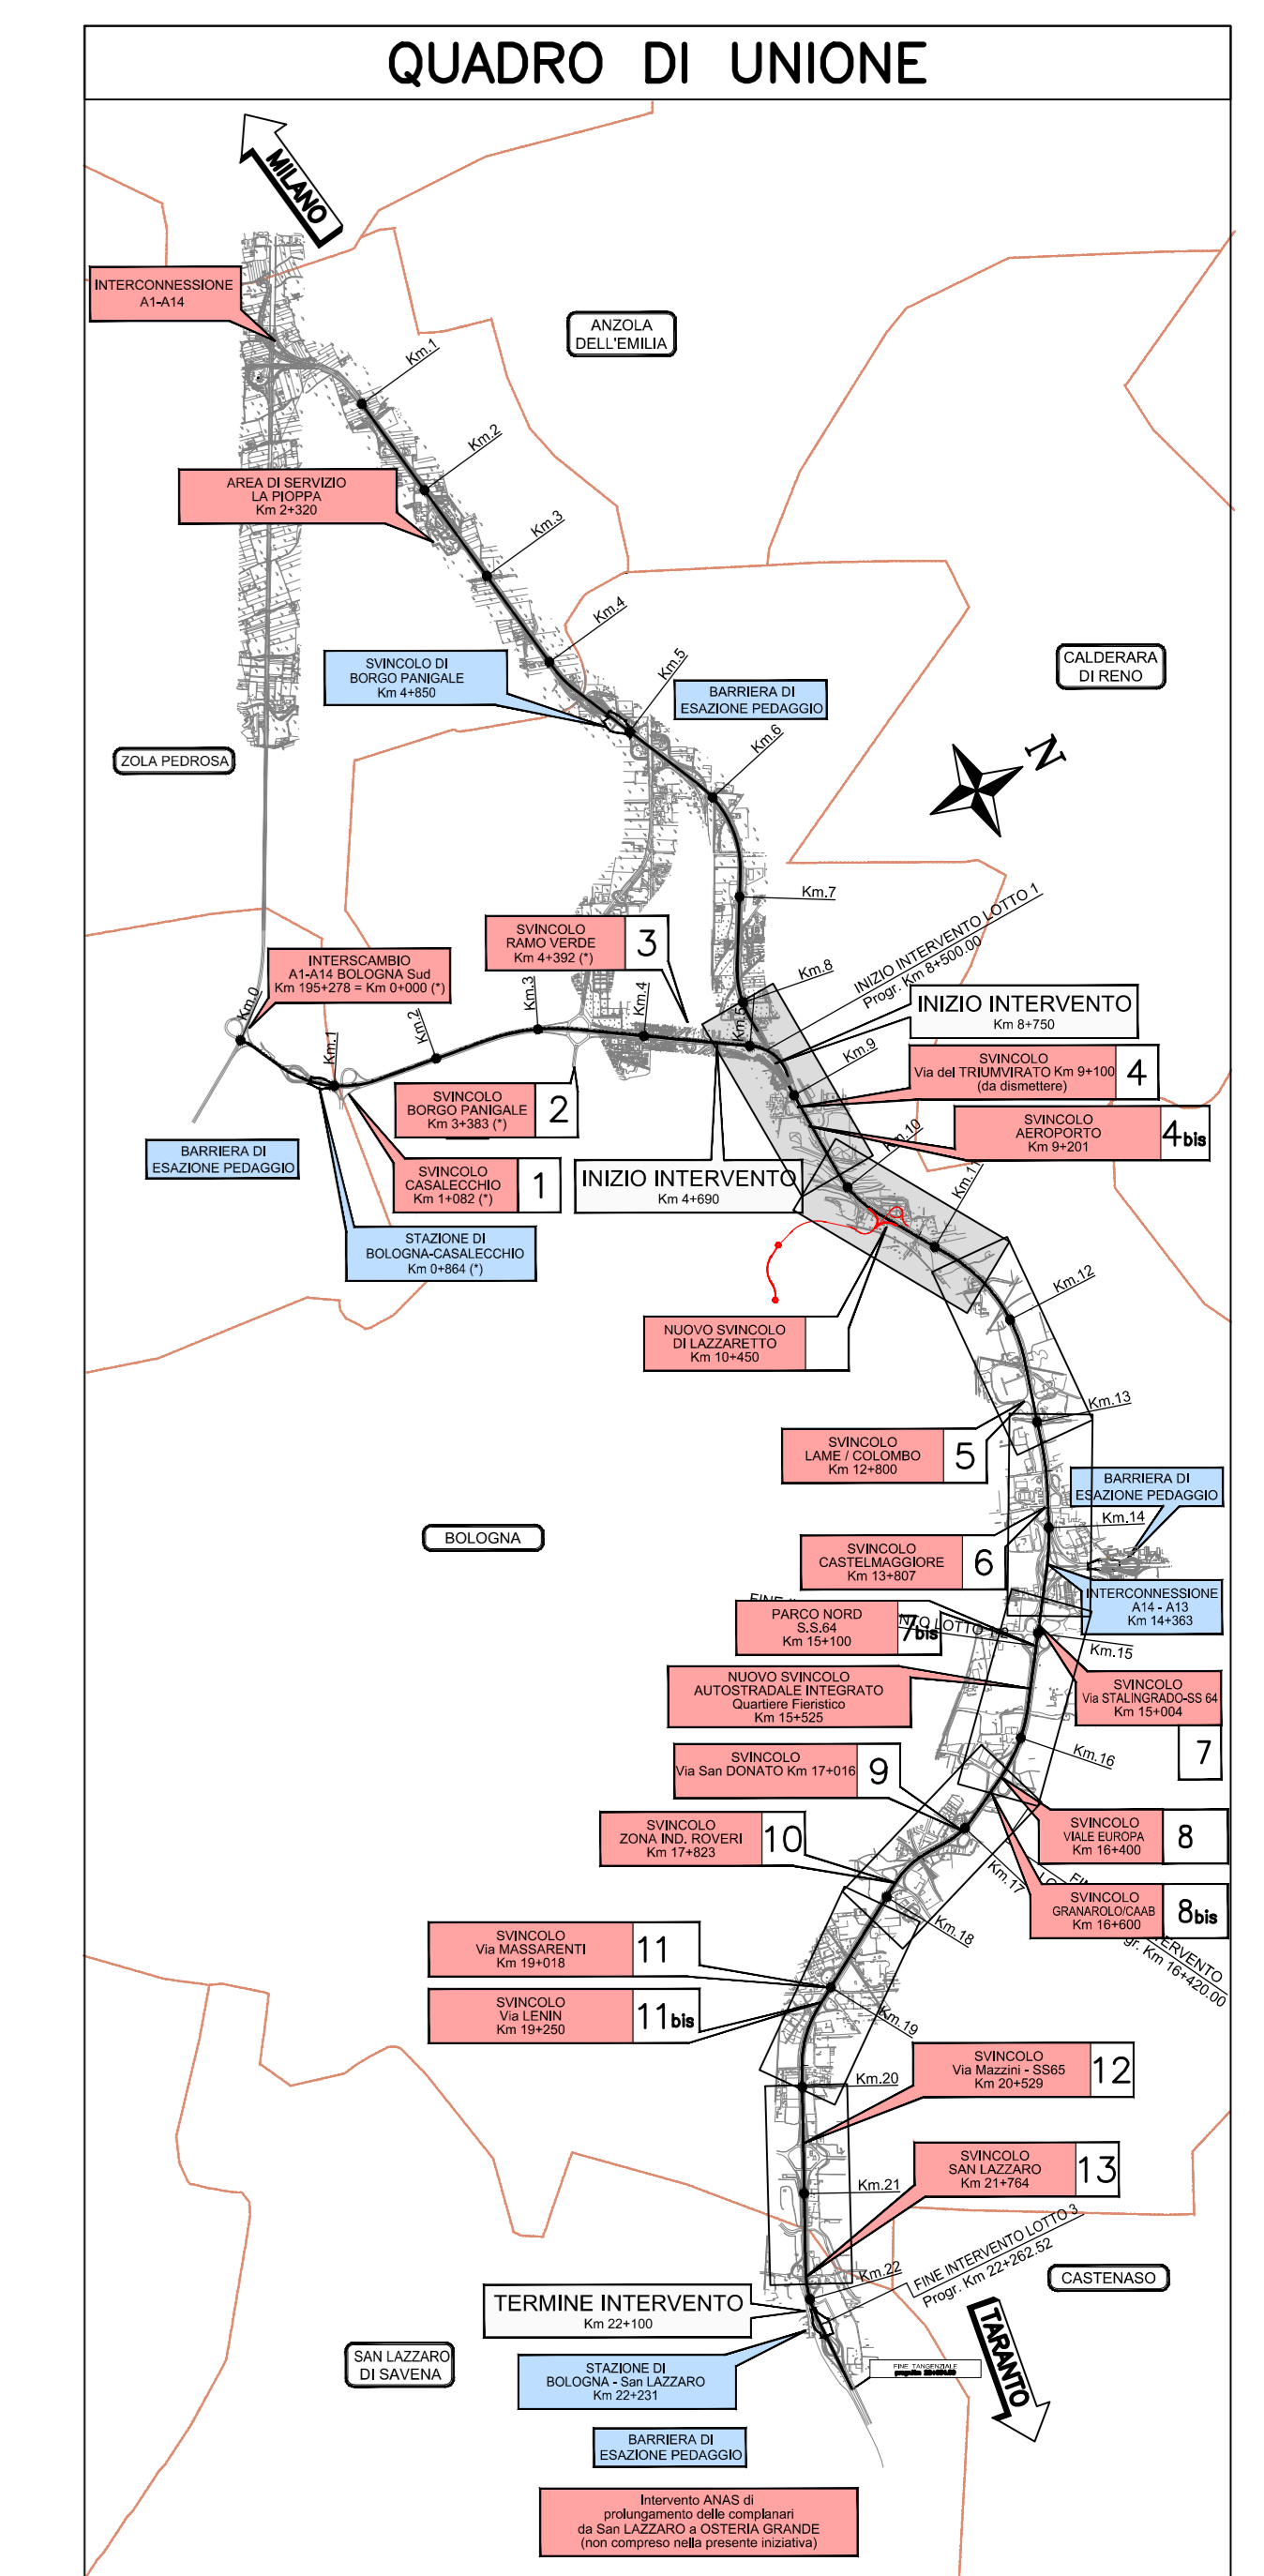 QUADRO DI UNIONE
MILANO
INTERCONNESSIONE
A1-A14
ANZOLA
DELL'EMILIA
Km.1
Km.2
AREA DI SERVIZIO
LA PIOPPA
Km 2+320
Km.3
Km.4
SVINCOLO DI
BORGO PANIGALE
Km 4+850
Km.5
BARRIERA DI
ESAZIONE PEDAGGIO
CALDERARA
DI RENO
Km.6
ZOLA PEDROSA
N
Km.7
SVINCOLO
RAMO VERDE
Km 4+392 (*)
3
INIZIO INTERVENTO LOTTO 1
Progr. Km 8+500.00
INTERSCAMBIO
A1-A14 BOLOGNA Sud
Km 195+278 = Km 0+000 (*)
Km.0
Km.1
Km.2
Km.3
Km.4
Km.5
Km.8
INIZIO INTERVENTO
Km 8+750
Km.9
SVINCOLO
Via del TRIUMVIRATO Km 9+100
(da dismettere)
4
SVINCOLO
BORGO PANIGALE
Km 3+383 (*)
2
SVINCOLO
AEROPORTO
Km 9+201
4bis
Km.10
BARRIERA DI
ESAZIONE PEDAGGIO
SVINCOLO
CASALECCHIO
Km 1+082 (*)
1
INIZIO INTERVENTO
Km 4+690
Km.11
STAZIONE DI
BOLOGNA-CASALECCHIO
Km 0+864 (*)
Km.12
NUOVO SVINCOLO
DI LAZZARETTO
Km 10+450
Km.13
SVINCOLO
LAME / COLOMBO
Km 12+800
5
BARRIERA DI
ESAZIONE PEDAGGIO
Km.14
BOLOGNA
SVINCOLO
CASTELMAGGIORE
Km 13+807
6
INTERCONNESSIONE
A14 - A13
Km 14+363
PARCO NORD
S.S.64
Km 15+100
7bis
Km.15
NUOVO SVINCOLO
AUTOSTRADALE INTEGRATO
Quartiere Fieristico
Km 15+525
SVINCOLO
Via STALINGRADO-SS 64
Km 15+004
7
Km.16
SVINCOLO
Via San DONATO Km 17+016
9
SVINCOLO
ZONA IND. ROVERI
Km 17+823
10
SVINCOLO
VIALE EUROPA
Km 16+400
8
Km.17
SVINCOLO
GRANAROLO/CAAB
Km 16+600
8bis
Km 16+420.00
Km.18
SVINCOLO
Via MASSARENTI
Km 19+018
11
SVINCOLO
Via LENIN
Km 19+250
11bis
Km.19
SVINCOLO
Via Mazzini - SS65
Km 20+529
12
Km.20
SVINCOLO
SAN LAZZARO
Km 21+764
13
Km.21
FINE INTERVENTO LOTTO 3
Progr. Km 22+262.52
Km.22
CASTENASO
TERMINE INTERVENTO
Km 22+100
TARANTO
SAN LAZZARO
DI SAVENA
STAZIONE DI
BOLOGNA - San LAZZARO
Km 22+231
FINE TANGENZIALE
BARRIERA DI
ESAZIONE PEDAGGIO
Intervento ANAS di
prolungamento delle complanari
da San LAZZARO a OSTERIA GRANDE
(non compreso nella presente iniziativa)